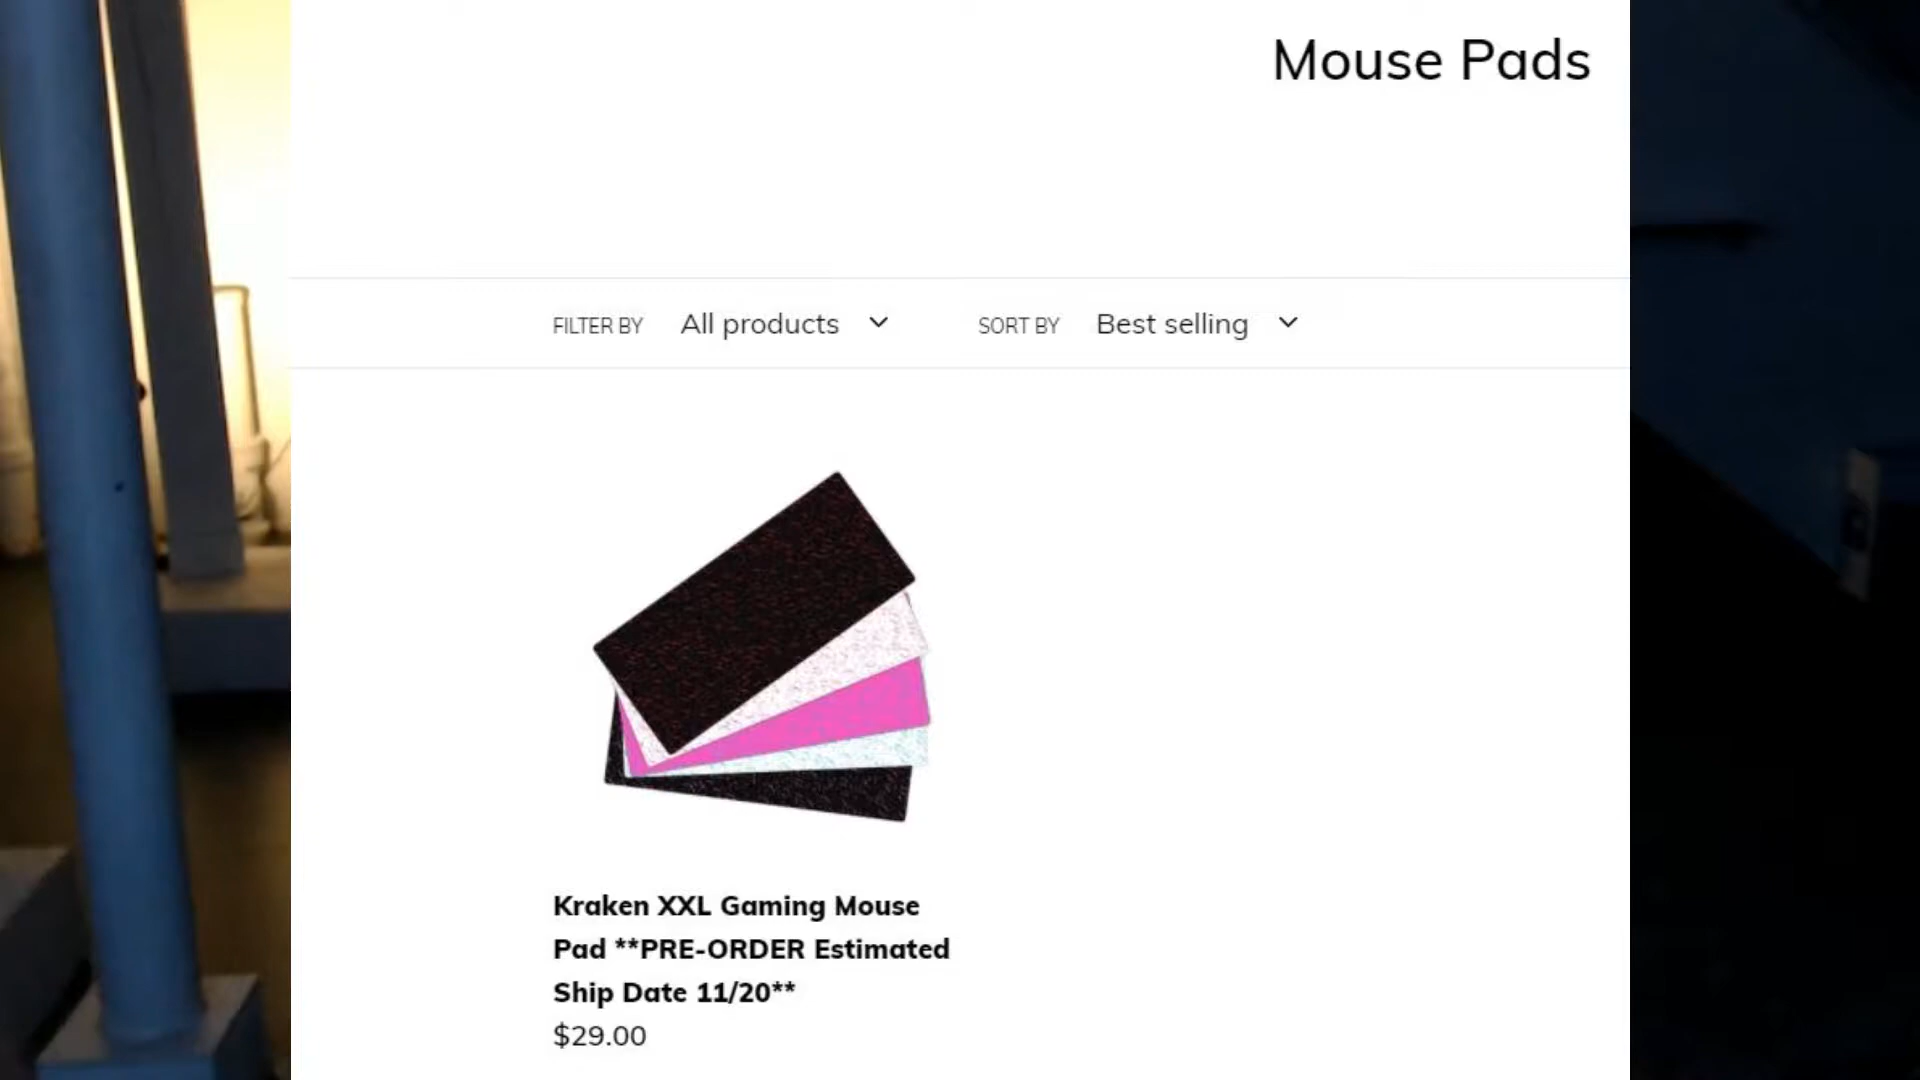 Mouse Pads
FILTER BY All products SORT BY Best selling
Kraken XXL Gaming Mouse
Pad **PRE-ORDER Estimated
Ship Date 11/20**
$29.00